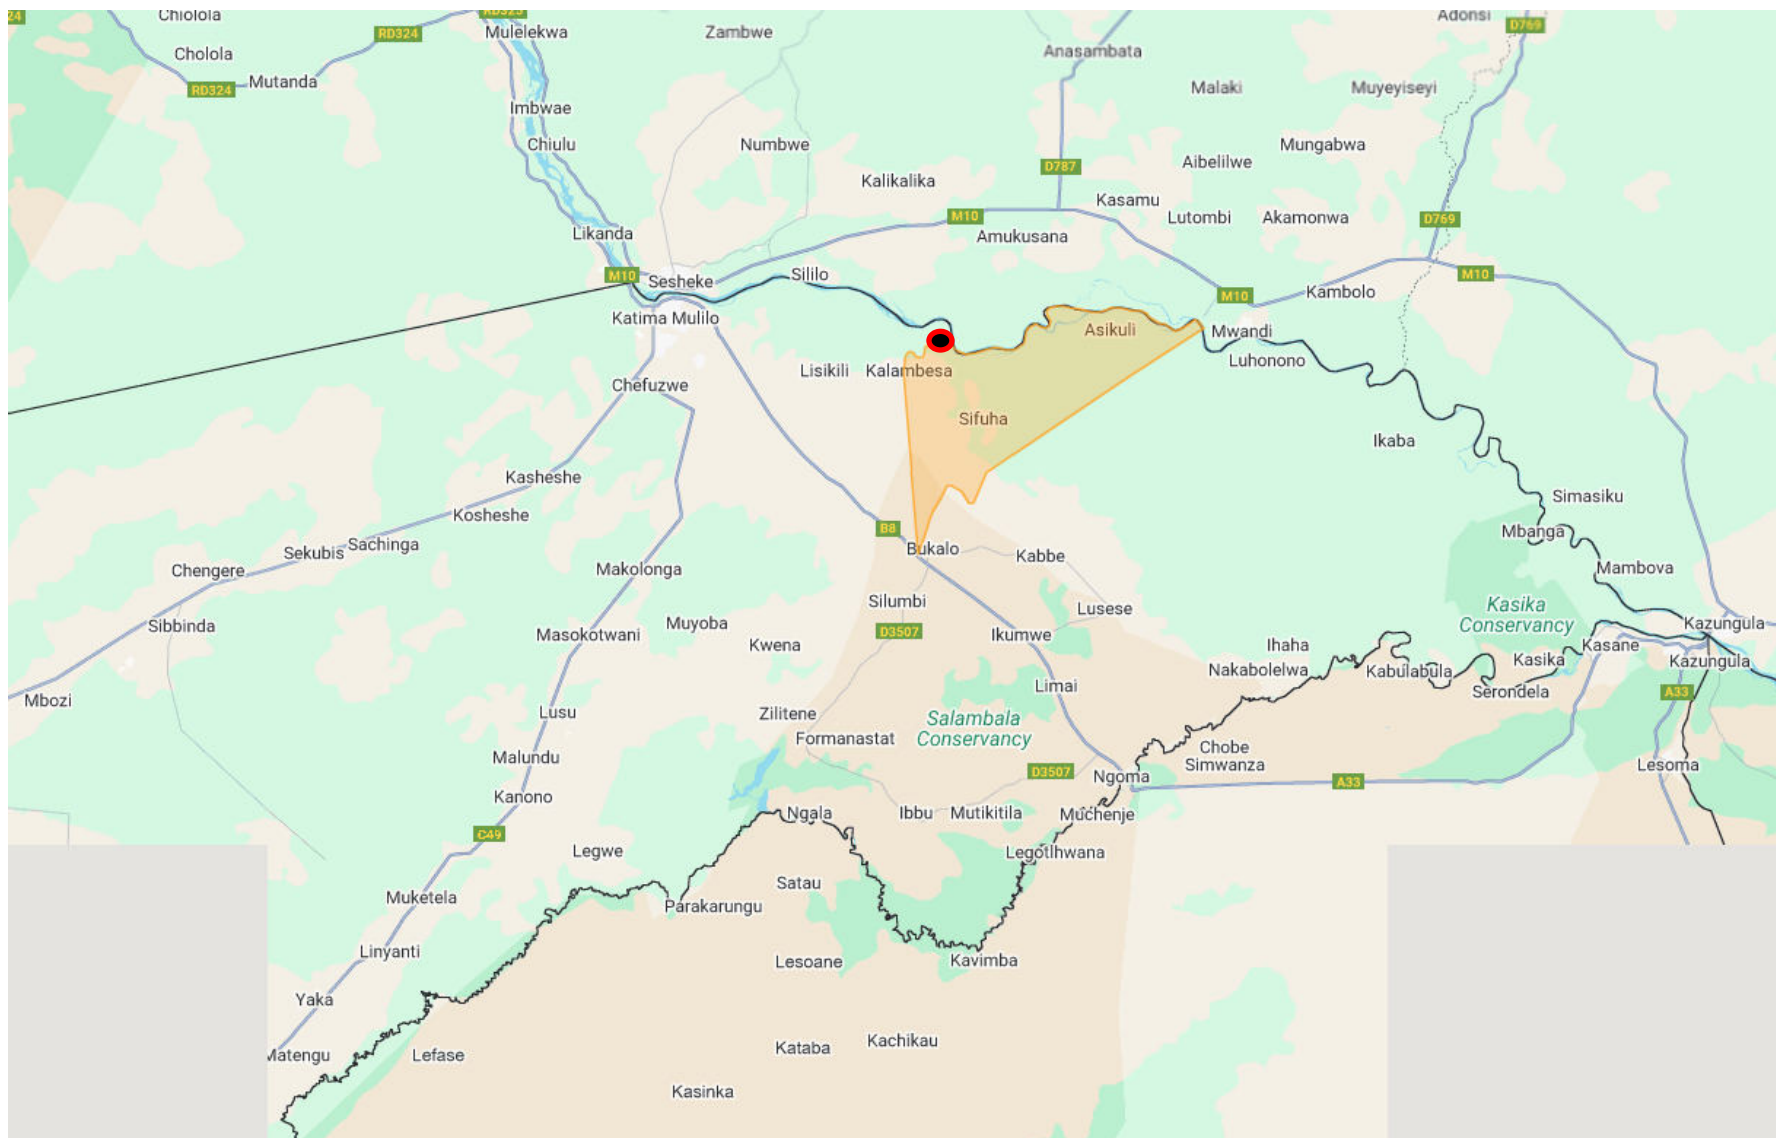 Chiolola
RD323
Adonsi
24
RD324
Mulelekwa
Zambwe
D769
Cholola
Anasambata
Mutanda
RD324
Malaki
Muyeyiseyi
Imbwae
Chiulu
Numbwe
Mungabwa
Aibelilwe
D787
Kalikalika
Kasamu
M10
Lutombi
Akamonwa
D769
Likanda
Amukusana
M10
Sesheke
Sililo
M10
Kambolo
M10
Katima Mulilo
Asikuli
Mwandi
Luhonono
Lisikili
Kalambesa
Chefuzwe
Sifuha
Ikaba
Kasheshe
Simasiku
Kosheshe
B8
Mbanga
Sekubis
Sachinga
Bukalo
Kabbe
Chengere
Makolonga
Mambova
Silumbi
Lusese
Kasika
Conservancy
Sibbinda
Muyoba
D3507
Kazungula
Masokotwani
Kwena
Ikumwe
Ihaha
Kasane
Nakabolelwa
Kabulabula
Kasika
Kazungula
Mbozi
Limai
Serondela
A33
Lusu
Zilitene
Salambala
Conservancy
Formanastat
Malundu
Chobe
Simwanza
Lesoma
D3507
Ngoma
A33
Kanono
Ngala
Ibbu
Mutikitila
Muchenje
C49
Legwe
Legotlhwana
Satau
Muketela
Parakarungu
Linyanti
Lesoane
Kavimba
Yaka
Matengu
Lefase
Kataba
Kachikau
Kasinka